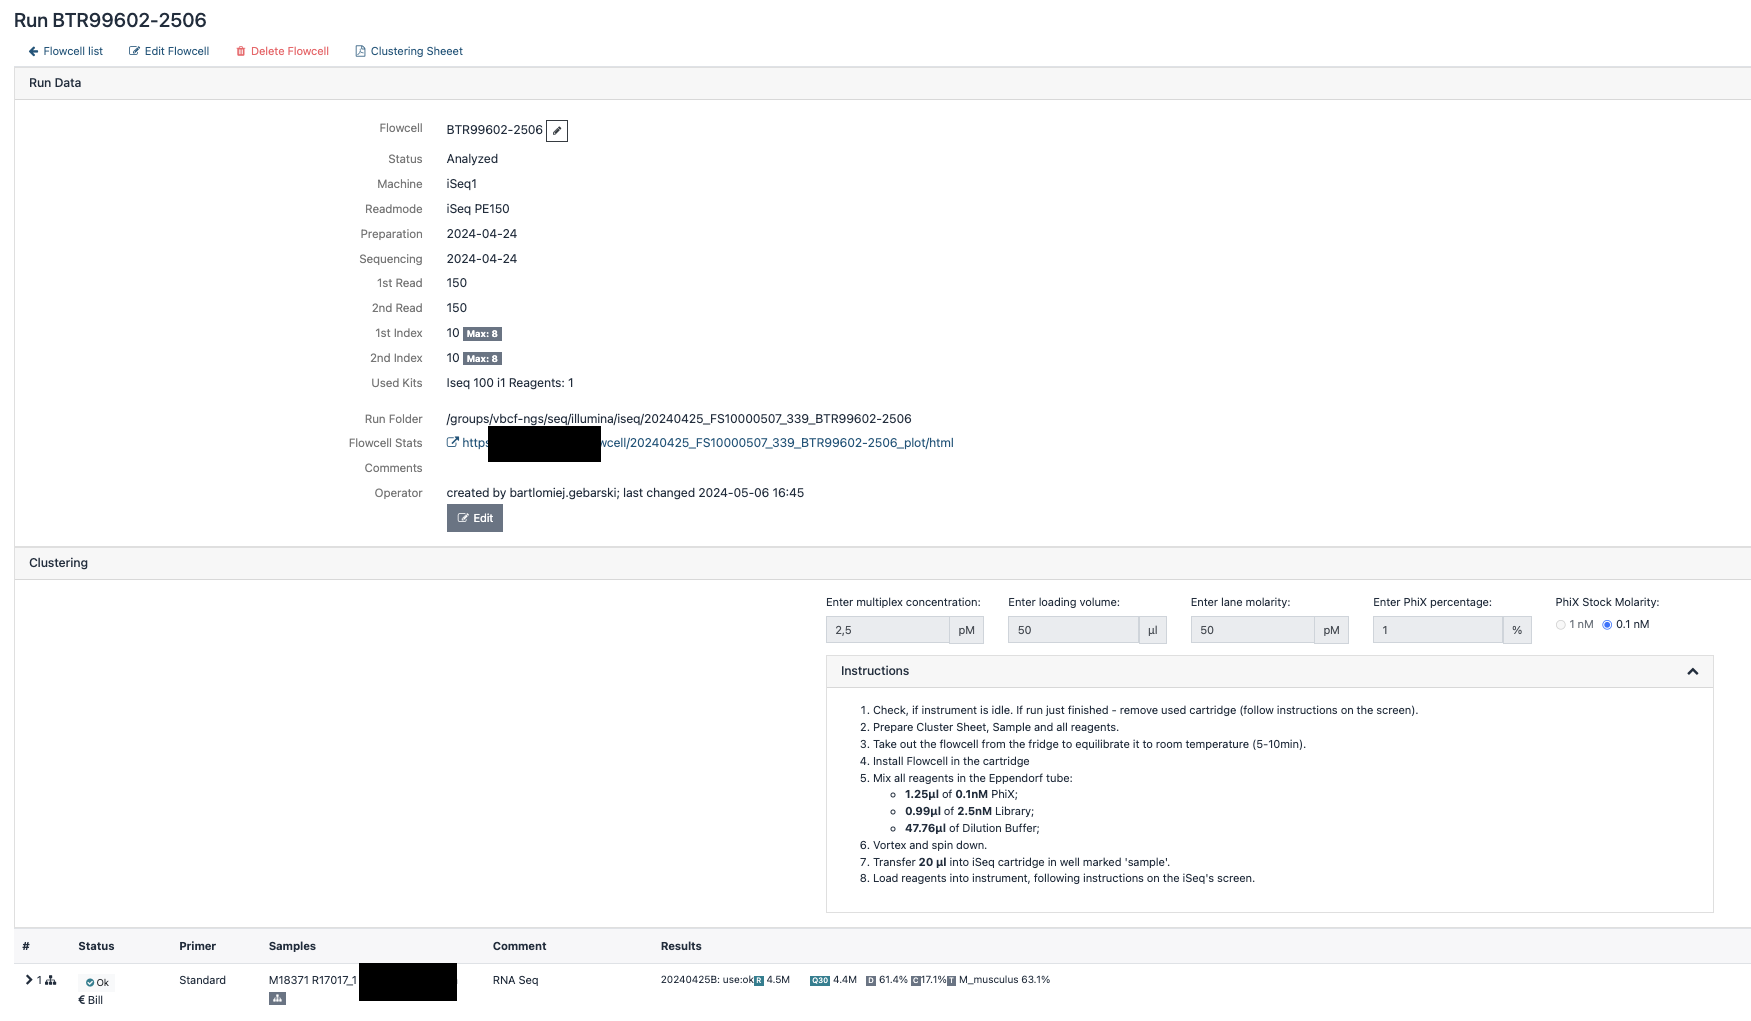 Run BTR99602-2506
Flowcell list Edit Flowcell Delete Flowcell Clustering Sheeet
Run Data
Flowcell BTR99602-2506
Status Analyzed
Machine iSeq1
Readmode iSeq PE150
Preparation 2024-04-24
Sequencing 2024-04-24
1st Read 150
2nd Read 150
1st Index 10 Max: 8
2nd Index 10 Max: 8
Used Kits Iseq 100 i1 Reagents: 1
Run Folder /groups/vbcf-ngs/seq/illumina/iseq/20240425_FS10000507_339_BTR99602-2506
Flowcell Stats https wcell/20240425_FS10000507_339_BTR99602-2506_plot/html
Comments
Operator created by bartlomiej.gebarski; last changed 2024-05-06 16:45
Edit
Clustering
Enter multiplex concentration: Enter loading volume: Enter lane molarity: Enter PhiX percentage: PhiX Stock Molarity:
2,5 pM 50 µl 50 pM 1 % 1 nM 0.1 nM
Instructions
1. Check, if instrument is idle. If run just finished - remove used cartridge (follow instructions on the screen).
2. Prepare Cluster Sheet, Sample and all reagents.
3. Take out the flowcell from the fridge to equilibrate it to room temperature (5-10min).
4. Install Flowcell in the cartridge
5. Mix all reagents in the Eppendorf tube:
1.25µl of 0.1nM PhiX;
0.99µl of 2.5nM Library;
47.76µl of Dilution Buffer;
6. Vortex and spin down.
7. Transfer 20 µl into iSeq cartridge in well marked 'sample'.
8. Load reagents into instrument, following instructions on the iSeq's screen.
# Status Primer Samples Comment Results
1 Ok Standard M18371 R17017_1 RNA Seq 20240425B: use:ok R 4.5M Q30 4.4M D 61.4% C 17.1% T M_musculus 63.1%
€ Bill